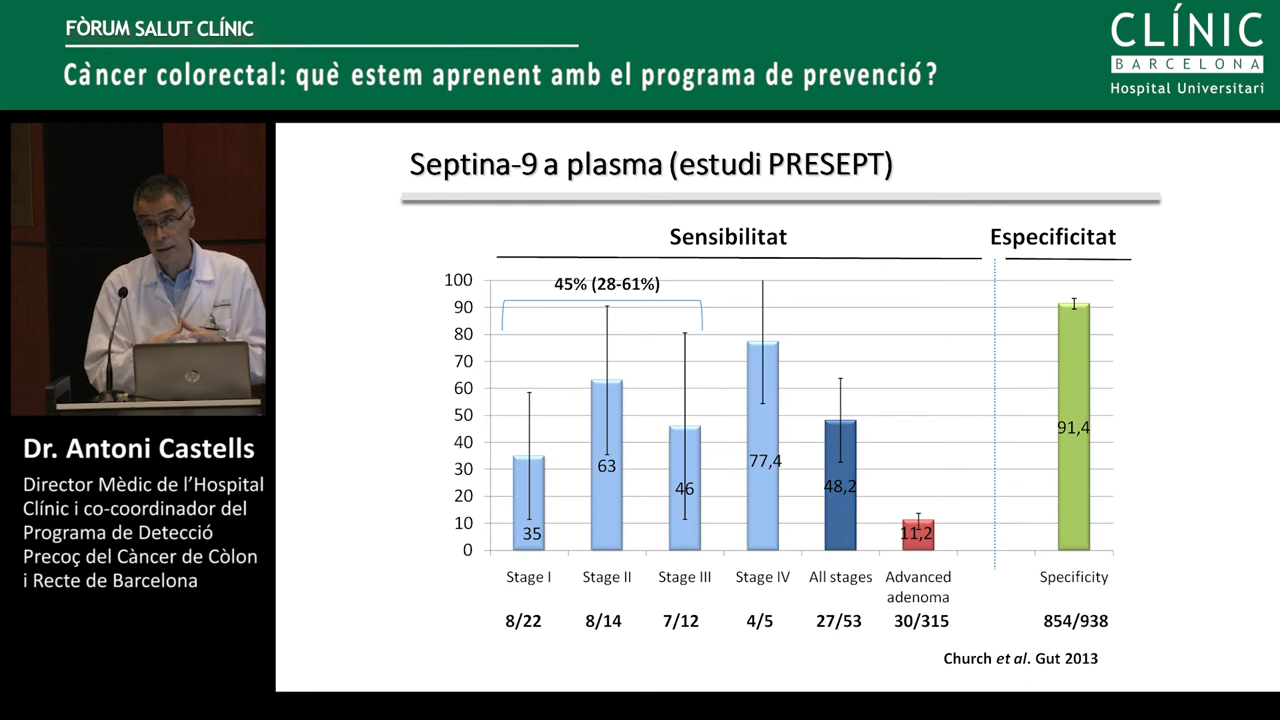 FÒRUM SALUT CLÍNIC
Càncer colorectal: què estem aprenent amb el programa de prevenció?
CLÍNIC
BARCELONA
Hospital Universitari
Septina-9 a plasma (estudi PRESEPT)
Sensibilitat
Especificitat
45% (28-61%)
100
90
80
70
60
50
40
30
20
10
0
35
63
46
77,4
48,2
11,2
91,4
Stage I
Stage II
Stage III
Stage IV
All stages
Advanced
adenoma
Specificity
8/22
8/14
7/12
4/5
27/53
30/315
854/938
Church et al. Gut 2013
Dr. Antoni Castells
Director Mèdic de l'Hospital
Clínic i co-coordinador del
Programa de Detecció
Precoç del Càncer de Còlon
i Recte de Barcelona